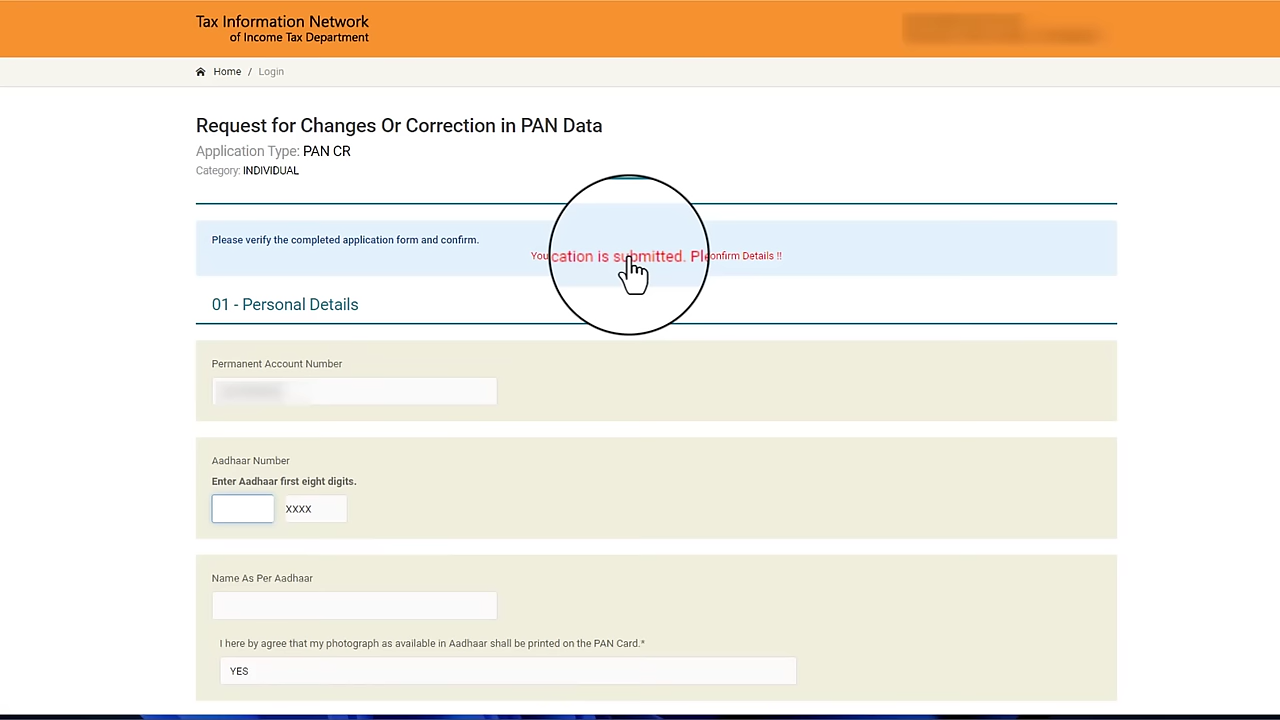 Tax Information Network
of Income Tax Department
Home / Login
Request for Changes Or Correction in PAN Data
Application Type: PAN CR
Category: INDIVIDUAL
Please verify the completed application form and confirm.
You cation is submitted. Pl onfirm Details !!
01 - Personal Details
Permanent Account Number
Aadhaar Number
Enter Aadhaar first eight digits.
XXXX
Name As Per Aadhaar
I here by agree that my photograph as available in Aadhaar shall be printed on the PAN Card.*
YES